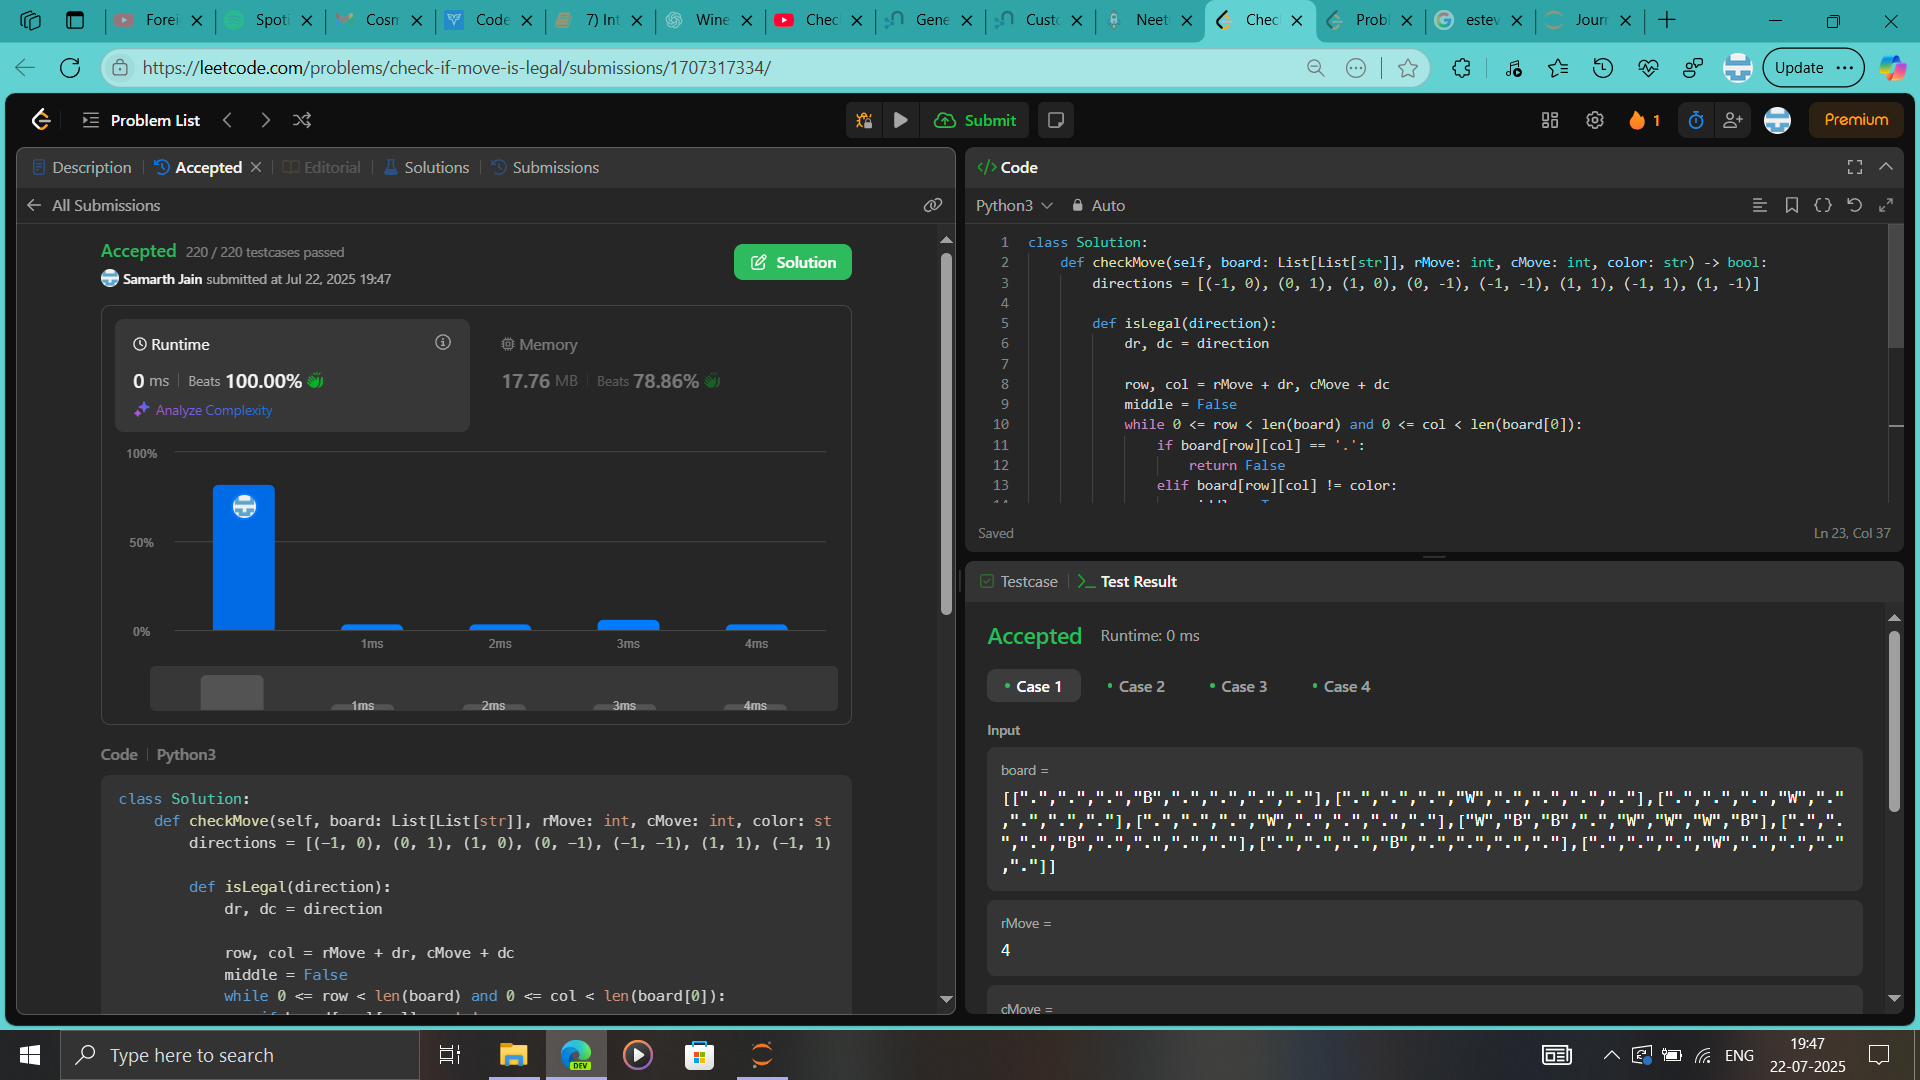 Forei
Spoti
Cosm
Code
7) Int
Wine
Chec
Gene
Custo
Neet
Chec
Probl
estev
Journ
https://leetcode.com/problems/check-if-move-is-legal/submissions/1707317334/
Update
Problem List
Submit
1
Premium
Description
Accepted
Editorial
Solutions
Submissions
All Submissions
Accepted 220 / 220 testcases passed
Samarth Jain submitted at Jul 22, 2025 19:47
Solution
Runtime
0 ms Beats 100.00%
Analyze Complexity
Memory
17.76 MB Beats 78.86%
100%
50%
0%
1ms 2ms 3ms 4ms
1ms 2ms 3ms 4ms
Code Python3
class Solution:
def checkMove(self, board: List[List[str]], rMove: int, cMove: int, color: st
directions = [(-1, 0), (0, 1), (1, 0), (0, -1), (-1, -1), (1, 1), (-1, 1)
def isLegal(direction):
dr, dc = direction
row, col = rMove + dr, cMove + dc
middle = False
while 0 <= row < len(board) and 0 <= col < len(board[0]):
</> Code
Python3 Auto
1 class Solution:
2 def checkMove(self, board: List[List[str]], rMove: int, cMove: int, color: str) -> bool:
3 directions = [(-1, 0), (0, 1), (1, 0), (0, -1), (-1, -1), (1, 1), (-1, 1), (1, -1)]
4
5 def isLegal(direction):
6 dr, dc = direction
7
8 row, col = rMove + dr, cMove + dc
9 middle = False
10 while 0 <= row < len(board) and 0 <= col < len(board[0]):
11 if board[row][col] == '.':
12 return False
13 elif board[row][col] != color:
Saved
Ln 23, Col 37
Testcase
Test Result
Accepted Runtime: 0 ms
Case 1 Case 2 Case 3 Case 4
Input
board =
[[".",".",".","B",".",".",".","."],[".",".",".","W",".",".",".","."],[".",".",".","W","."
,".",".","."],[".",".",".","W",".",".",".","."],["W","B","B",".","W","W","W","B"],[".",".
",".","B",".",".",".","."],[".",".",".","B",".",".",".","."],[".",".",".","W",".",".","."
,"."]]
rMove =
4
cMove =
Type here to search
DEV
ENG
19:47
22-07-2025